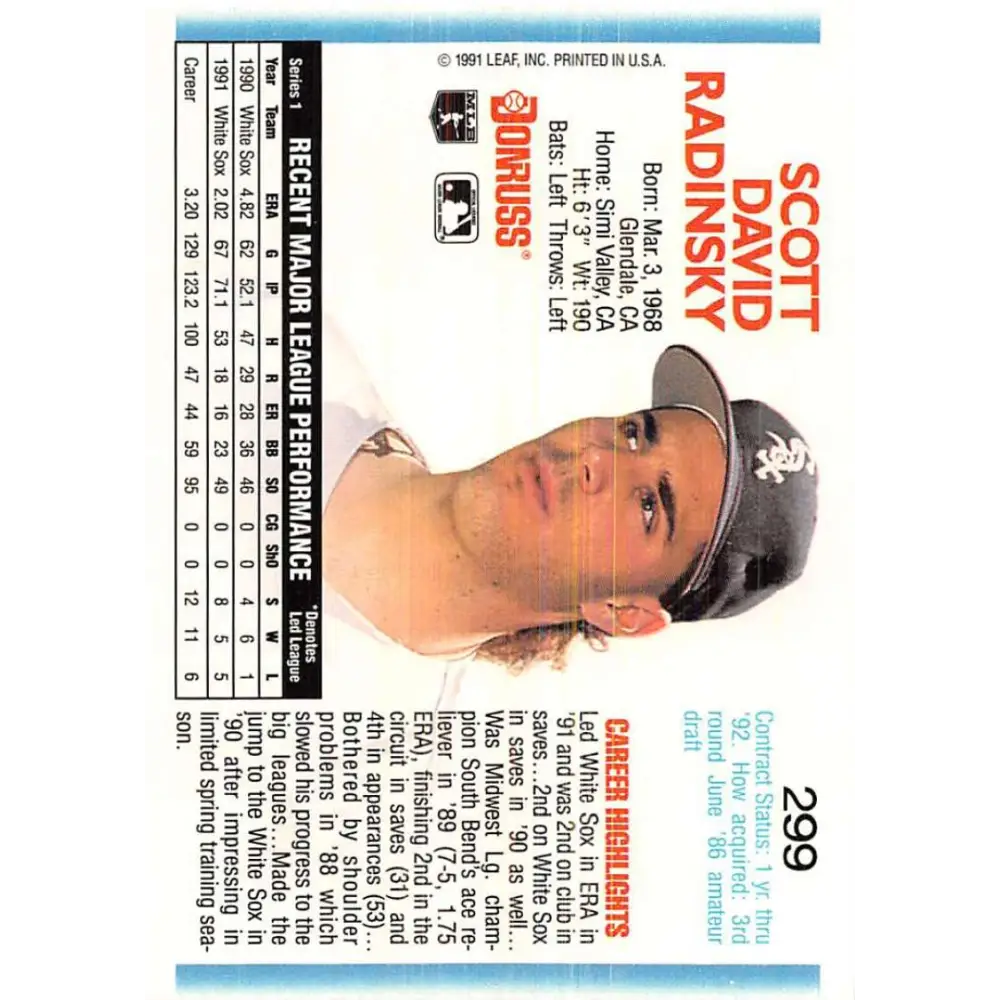 SCOTT
DAVID
RADINSKY
Born: Mar. 3, 1968
Glendale, CA
Home: Simi Valley, CA
Ht: 6'3" Wt: 190
Bats: Left Throws: Left
DONRUSS®
MLB
© 1991 LEAF, INC. PRINTED IN U.S.A.
299
Contract Status: 1 yr. thru
'92. How acquired: 3rd
round June '86 amateur
draft
CAREER HIGHLIGHTS
Led White Sox in ERA in
'91 and was 2nd on club in
saves...2nd on White Sox
in saves in '90 as well...
Was Midwest Lg. cham-
pion South Bend's ace re-
liever in '89 (7-5, 1.75
ERA), finishing 2nd in the
circuit in saves (31) and
4th in appearances (53)...
Bothered by shoulder
problems in '88 which
slowed his progress to the
big leagues...Made the
jump to the White Sox in
'90 after impressing in
limited spring training sea-
son.
Series 1 RECENT MAJOR LEAGUE PERFORMANCE *Denotes
Led League
Year Team ERA G IP H R ER BB SO CG ShO S W L
1990 White Sox 4.82 62 52.1 47 29 28 36 46 0 0 4 6 1
1991 White Sox 2.02 67 71.1 53 18 16 23 49 0 0 8 5 5
Career 3.20 129 123.2 100 47 44 59 95 0 0 12 11 6